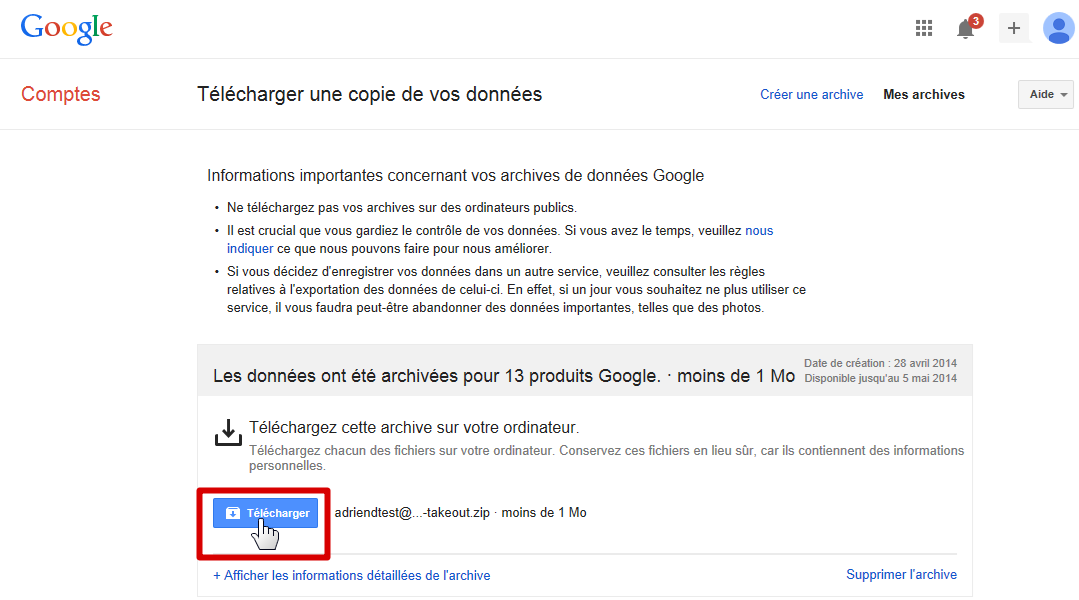 Google
3
+
Comptes
Télécharger une copie de vos données
Créer une archive
Mes archives
Aide
Informations importantes concernant vos archives de données Google
• Ne téléchargez pas vos archives sur des ordinateurs publics.
• Il est crucial que vous gardiez le contrôle de vos données. Si vous avez le temps, veuillez nous
indiquer ce que nous pouvons faire pour nous améliorer.
• Si vous décidez d'enregistrer vos données dans un autre service, veuillez consulter les règles
relatives à l'exportation des données de celui-ci. En effet, si un jour vous souhaitez ne plus utiliser ce
service, il vous faudra peut-être abandonner des données importantes, telles que des photos.
Les données ont été archivées pour 13 produits Google. · moins de 1 Mo
Date de création : 28 avril 2014
Disponible jusqu'au 5 mai 2014
Téléchargez cette archive sur votre ordinateur.
Téléchargez chacun des fichiers sur votre ordinateur. Conservez ces fichiers en lieu sûr, car ils contiennent des informations
personnelles.
Télécharger
adriendtest@...-takeout.zip · moins de 1 Mo
+ Afficher les informations détaillées de l'archive
Supprimer l'archive